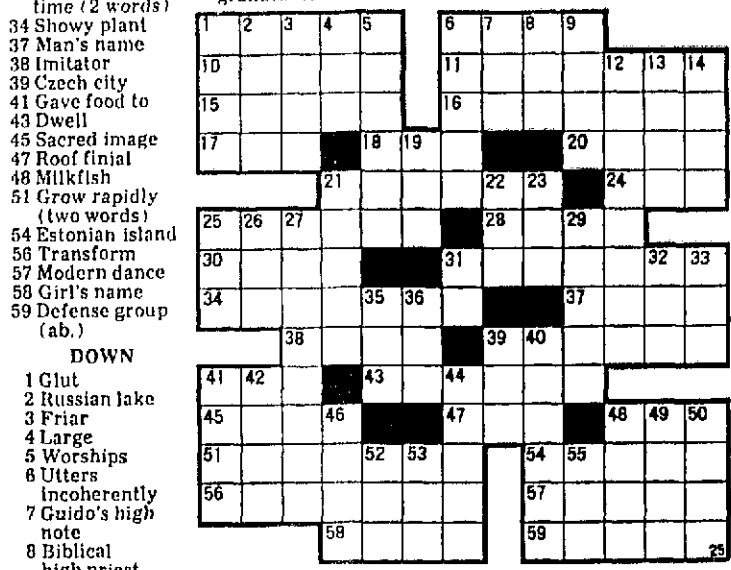 time (2 words)
34 Showy plant
37 Man's name
38 Imitator
39 Czech city
41 Gave food to
43 Dwell
45 Sacred image
47 Roof finial
48 Milkfish
51 Grow rapidly
(two words)
54 Estonian island
56 Transform
57 Modern dance
58 Girl's name
59 Defense group
(ab.)
DOWN
1 Glut
2 Russian lake
3 Friar
4 Large
5 Worships
6 Utters
incoherently
7 Guido's high
note
8 Biblical
high priest
1 2 3 4 5 6 7 8 9
10 11 12 13 14
15 16
17 18 19 20
21 22 23 24
25 26 27 28 29
30 31 32 33
34 35 36 37
38 39 40
41 42 43 44
45 46 47 48 49 50
51 52 53 54 55
56 57
58 59
25